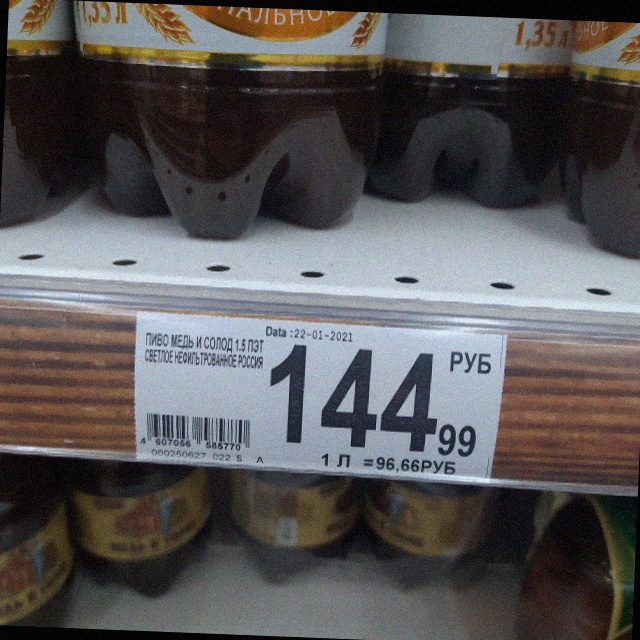 1,35 Л
1,35 л
Data :22-01-2021
ПИВО МЕДЬ И СОЛОД 1.5 ПЭТ
СВЕТЛОЕ НЕФИЛЬТРОВАННОЕ РОССИЯ
144 99
РУБ
4 607056 585770
000250627 022 S А
1 Л =96,66РУБ